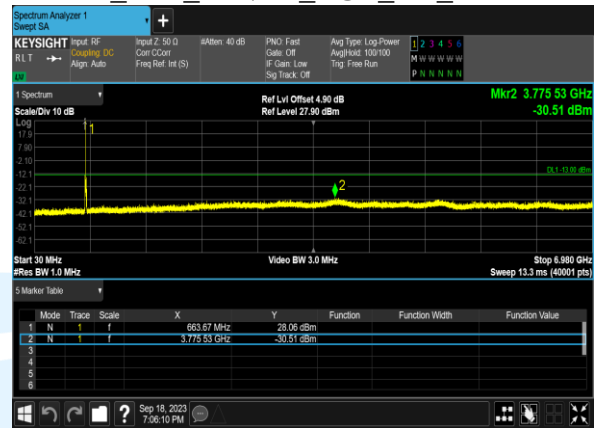 Spectrum Analyzer 1
Swept SA
+
KEYSIGHT Input: RF Input Z: 50 Ω #Atten: 40 dB PNO: Fast Avg Type: Log-Power 1 2 3 4 5 6
RLT Coupling: DC Corr CCorr Gate: Off Avg|Hold: 100/100 M W W W W W
Align: Auto Freq Ref: Int (S) IF Gain: Low Trig: Free Run
Sig Track: Off P N N N N N
1 Spectrum
Ref Lvl Offset 4.90 dB Mkr2 3.775 53 GHz
Scale/Div 10 dB Ref Level 27.90 dBm -30.51 dBm
Log
17.9
7.90
-2.10
-12.1
-22.1
-32.1
-42.1
-52.1
-62.1
1
2
DL1 -13.00 dBm
Start 30 MHz Video BW 3.0 MHz Stop 6.980 GHz
#Res BW 1.0 MHz Sweep 13.3 ms (40001 pts)
5 Marker Table
Mode Trace Scale X Y Function Function Width Function Value
1 N 1 f 663.67 MHz 28.06 dBm
2 N 1 f 3.775 53 GHz -30.51 dBm
3
4
5
6
? Sep 18, 2023
7:06:10 PM